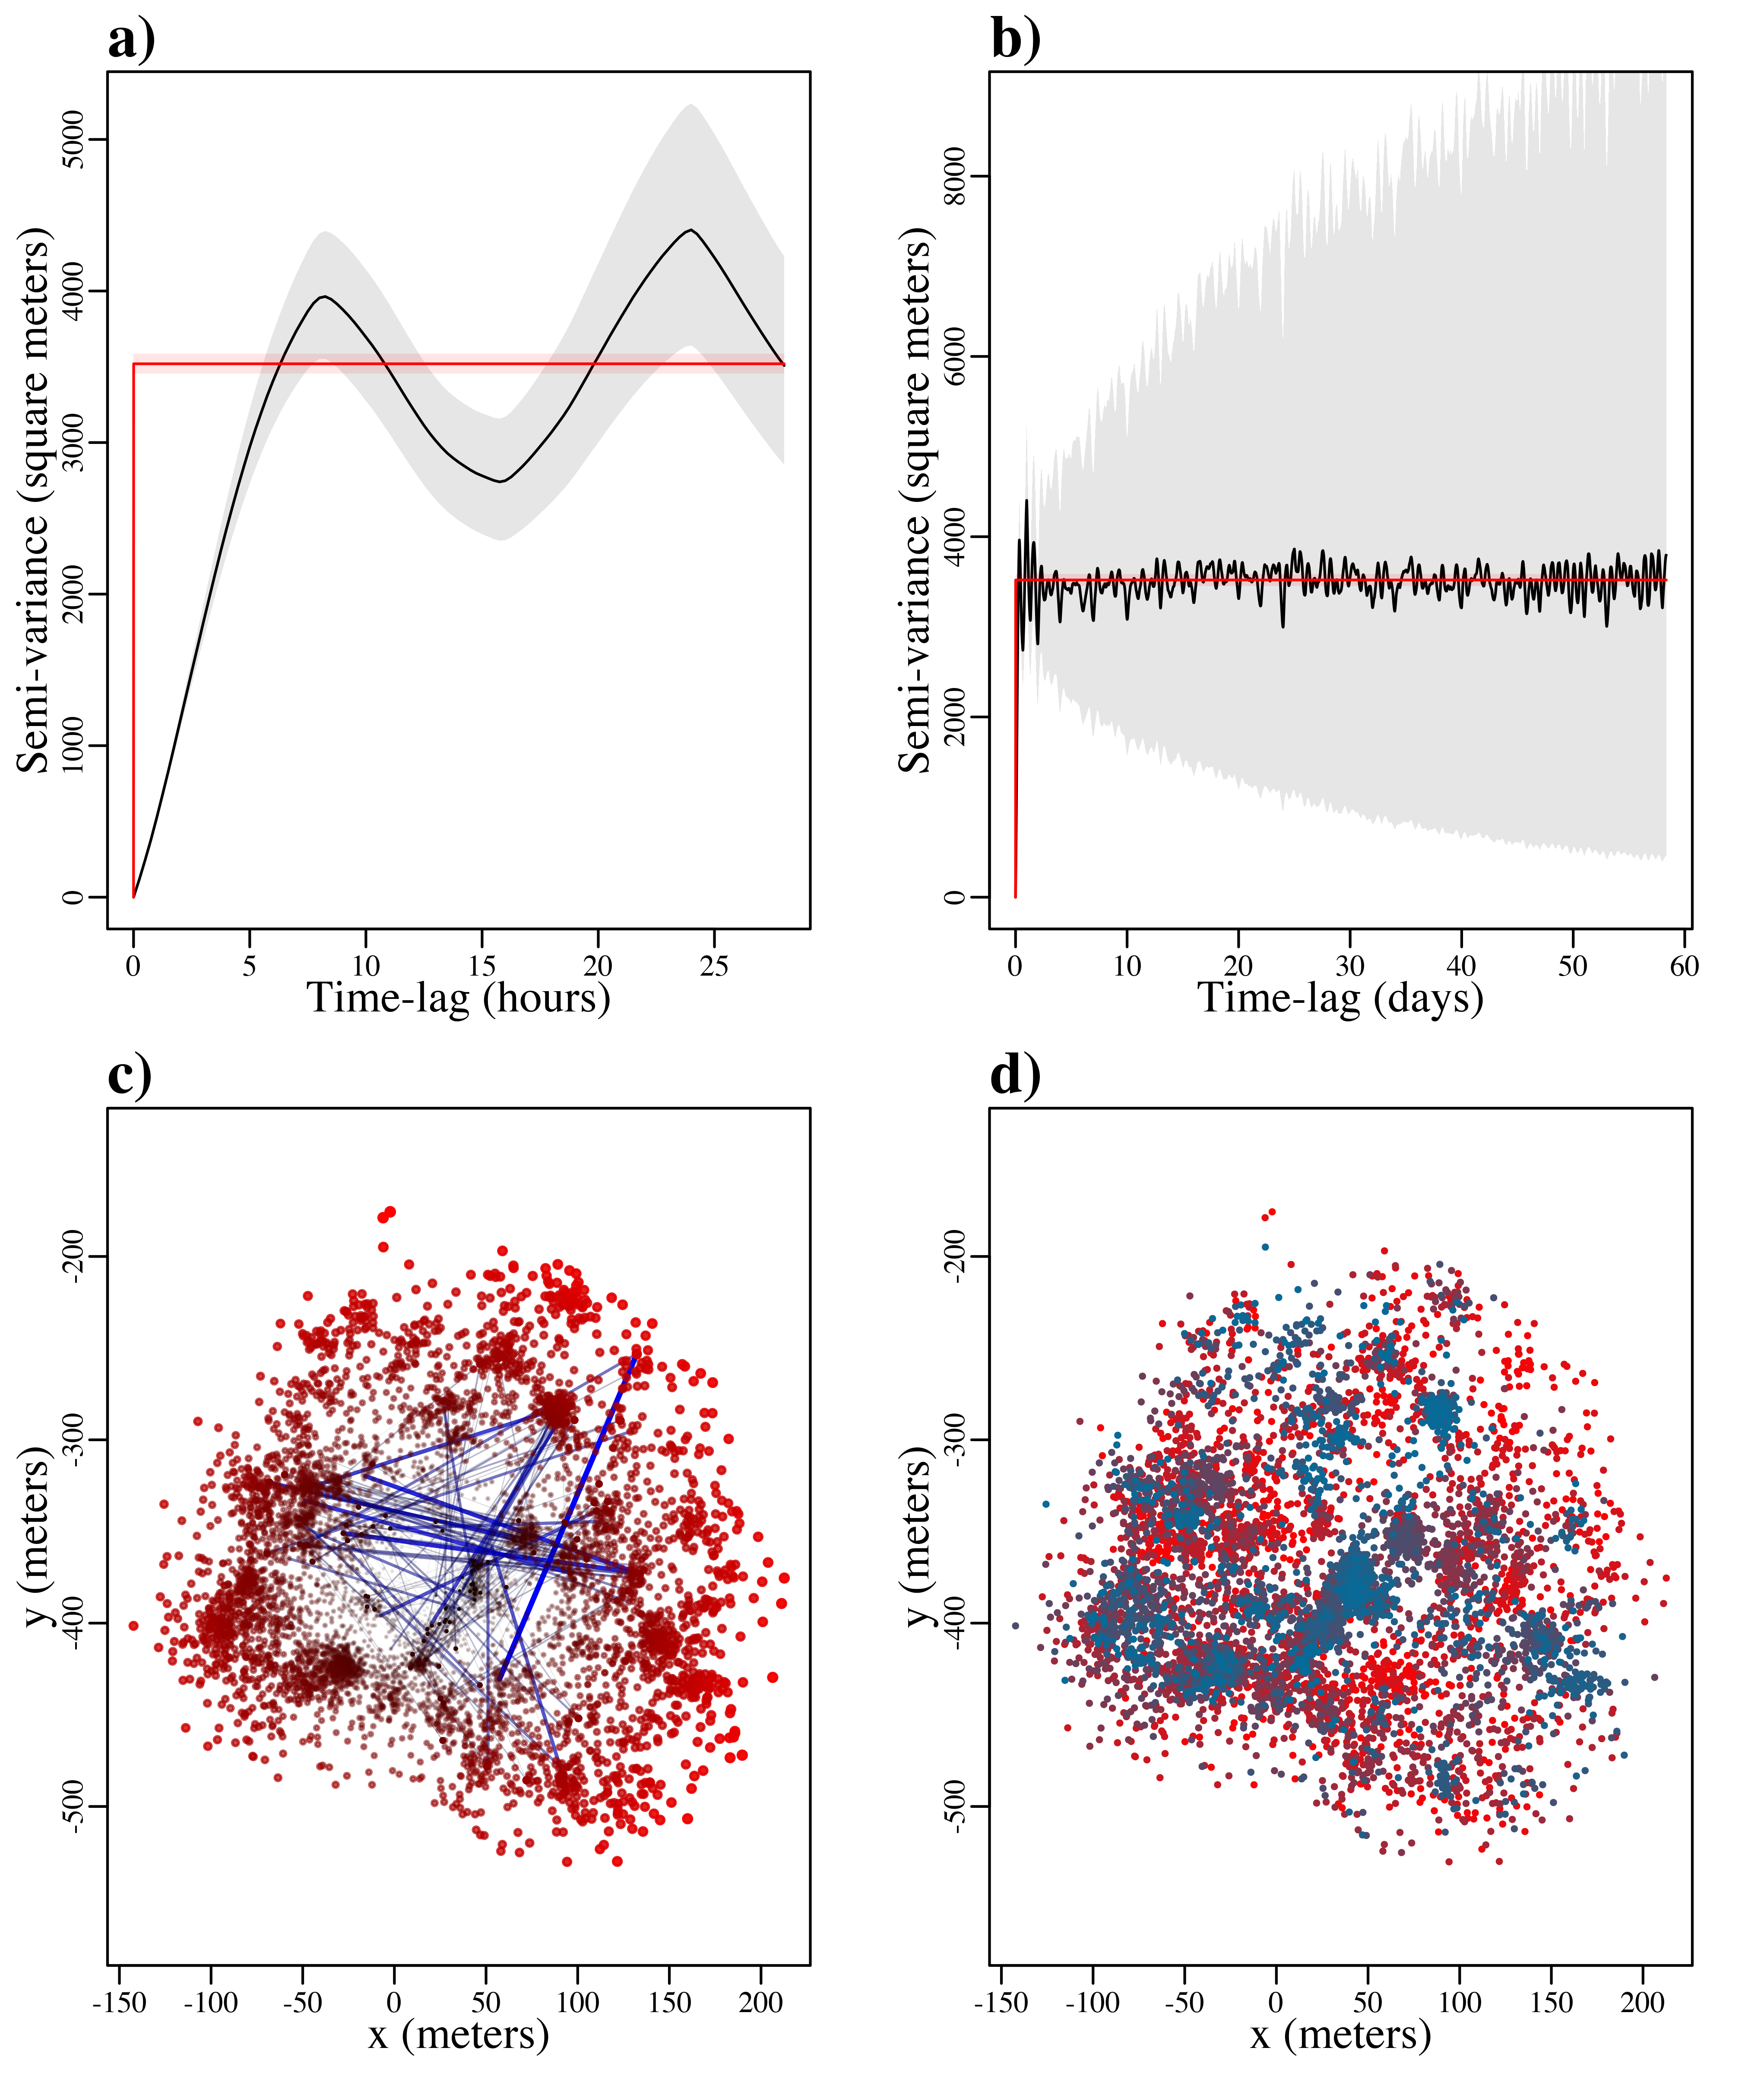 a)
Semi-variance (square meters)
5000
4000
3000
2000
1000
0
0 5 10 15 20 25
Time-lag (hours)
b)
Semi-variance (square meters)
8000
6000
4000
2000
0
0 10 20 30 40 50 60
Time-lag (days)
c)
y (meters)
-200
-300
-400
-500
-150 -100 -50 0 50 100 150 200
x (meters)
d)
y (meters)
-200
-300
-400
-500
-150 -100 -50 0 50 100 150 200
x (meters)